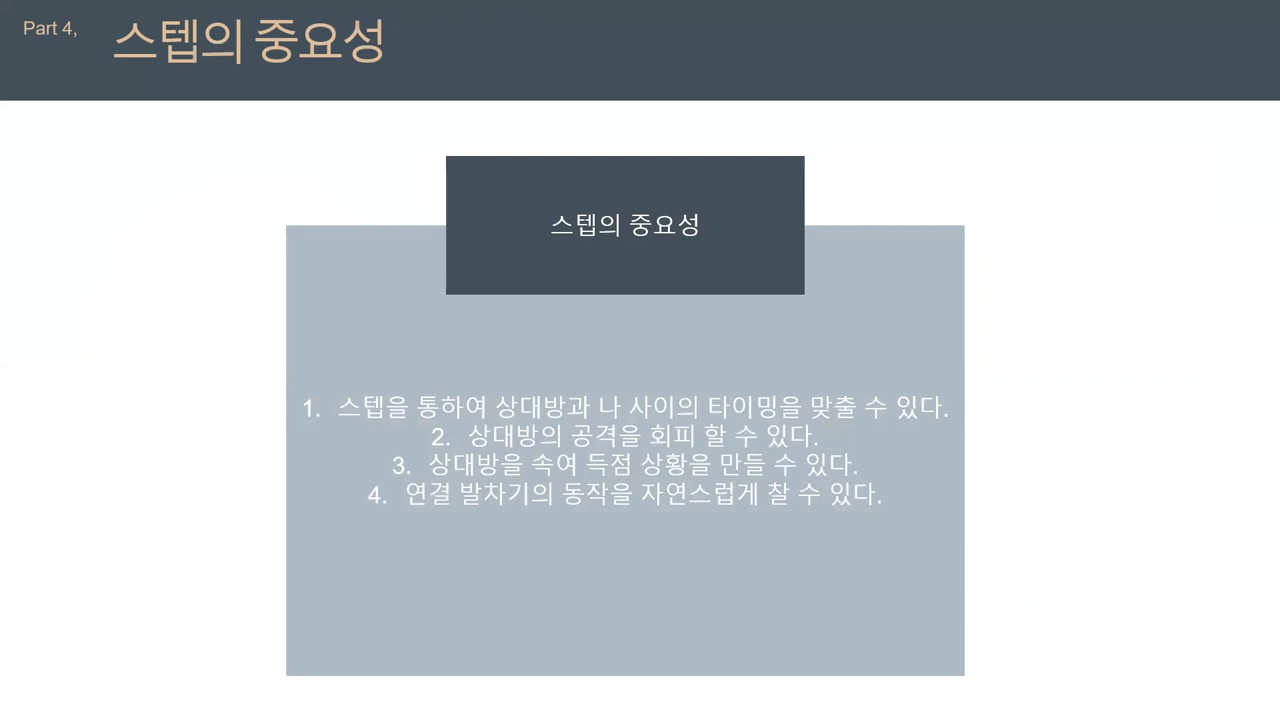 Part 4,
스텝의 중요성
스텝의 중요성
1. 스텝을 통하여 상대방과 나 사이의 타이밍을 맞출 수 있다.
2. 상대방의 공격을 회피 할 수 있다.
3. 상대방을 속여 득점 상황을 만들 수 있다.
4. 연결 발차기의 동작을 자연스럽게 찰 수 있다.